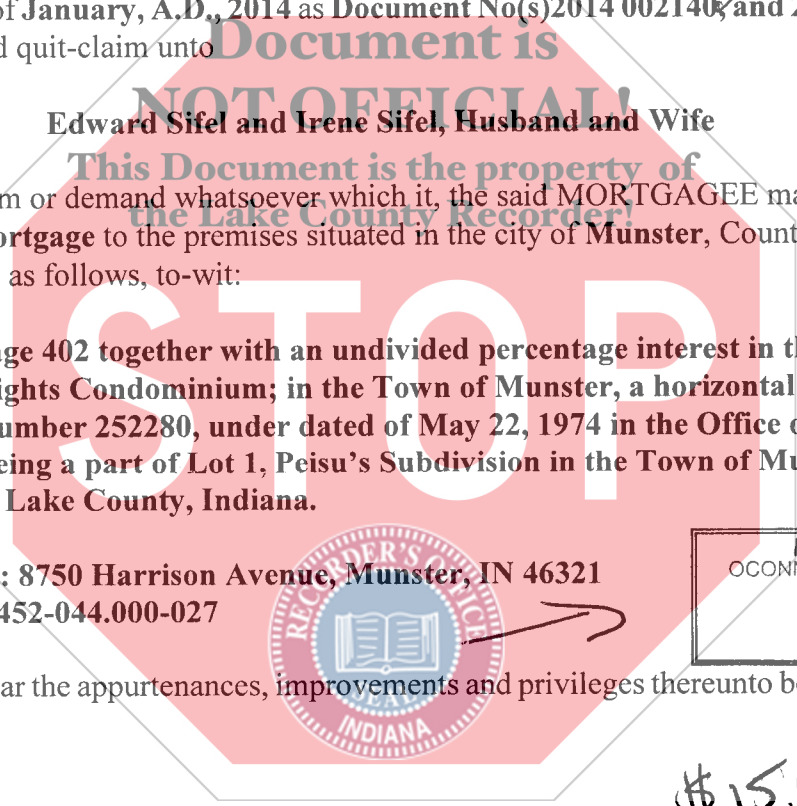 of January, A.D., 2014 as Document No(s)2014 002140, and
d quit-claim unto
Document is
NOT OFFICIAL!
Edward Sifel and Irene Sifel, Husband and Wife
This Document is the property of
m or demand whatsoever which it, the said MORTGAGEE ma
the Lake County Recorder!
ortgage to the premises situated in the city of Munster, Count
as follows, to-wit:
STOP
ge 402 together with an undivided percentage interest in th
ights Condominium; in the Town of Munster, a horizontal
umber 252280, under dated of May 22, 1974 in the Office o
eing a part of Lot 1, Peisu's Subdivision in the Town of Mu
Lake County, Indiana.
: 8750 Harrison Avenue, Munster, IN 46321
OCONN
452-044.000-027
RECORDER'S OFFICE
SEAL
INDIANA
ar the appurtenances, improvements and privileges thereunto be
$15.